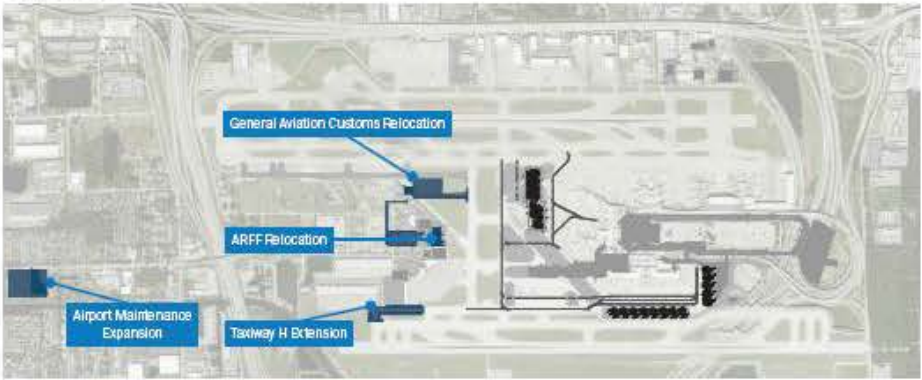 General Aviation Customs Relocation
ARFF Relocation
Airport Maintenance
Expansion
Taxiway H Extension